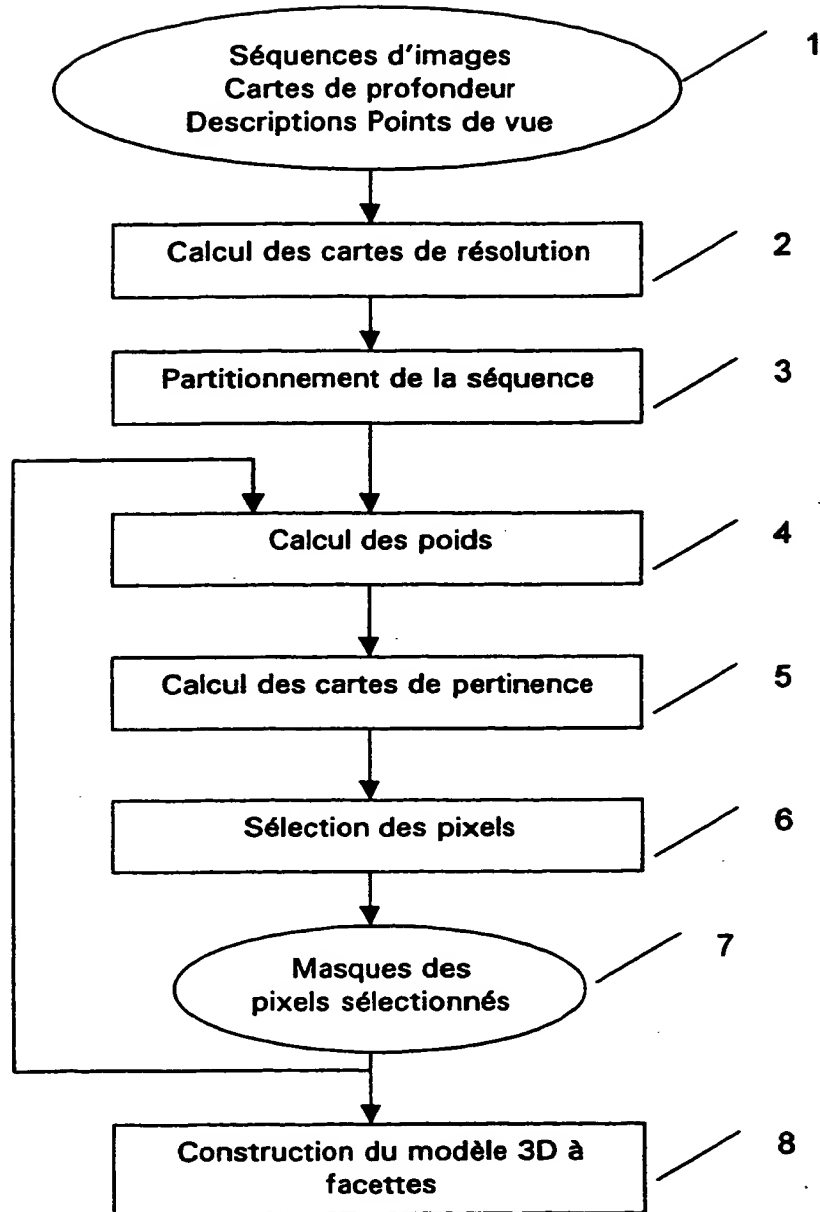 Séquences d'images
Cartes de profondeur
Descriptions Points de vue
1
Calcul des cartes de résolution
2
Partitionnement de la séquence
3
Calcul des poids
4
Calcul des cartes de pertinence
5
Sélection des pixels
6
Masques des
pixels sélectionnés
7
Construction du modèle 3D à
facettes
8